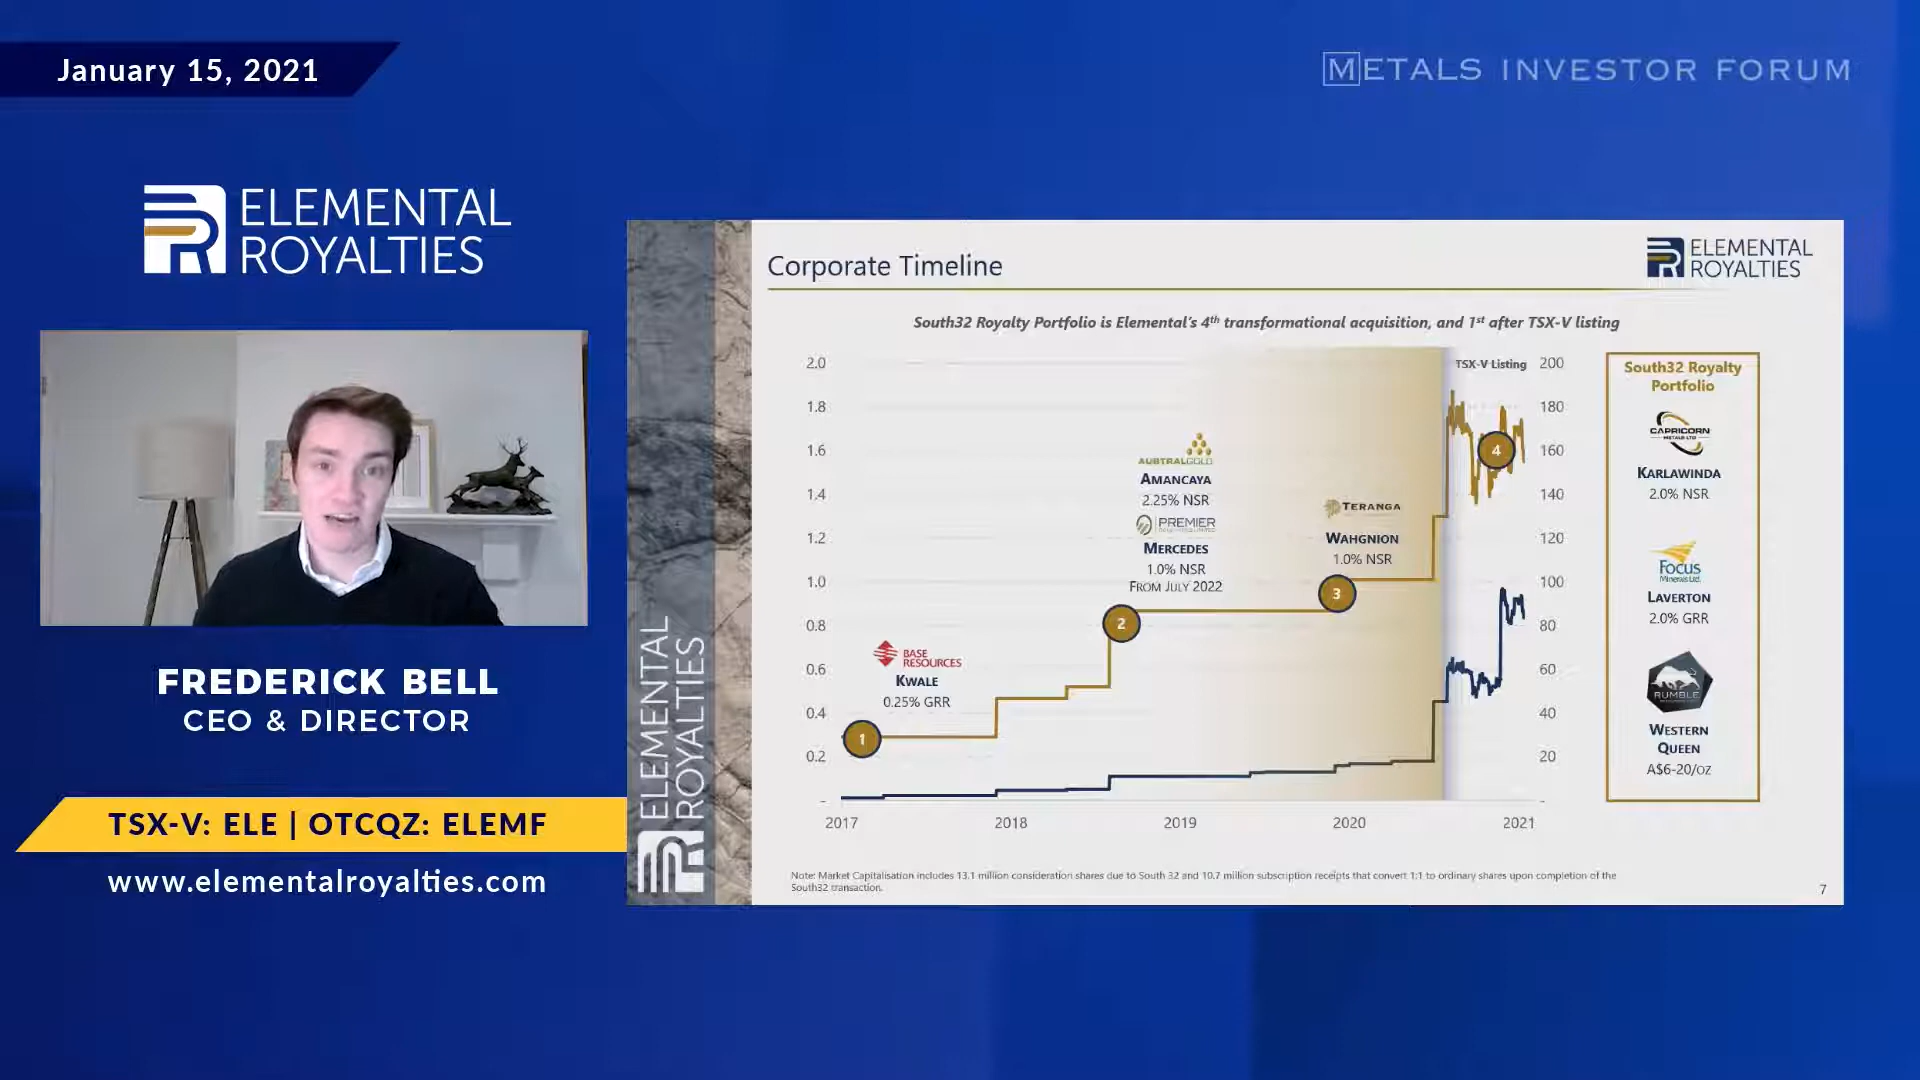 January 15, 2021
METALS INVESTOR FORUM
ELEMENTAL
ROYALTIES
FREDERICK BELL
CEO & DIRECTOR
TSX-V: ELE | OTCQZ: ELEMF
www.elementalroyalties.com
ELEMENTAL
ROYALTIES
Corporate Timeline
ELEMENTAL
ROYALTIES
South32 Royalty Portfolio is Elemental's 4th transformational acquisition, and 1st after TSX-V listing
2.0
1.8
1.6
1.4
1.2
1.0
0.8
0.6
0.4
0.2
-
1
BASE
RESOURCES
KWALE
0.25% GRR
2
AUSTRALGOLD
AMANCAYA
2.25% NSR
PREMIER
MERCEDES
1.0% NSR
FROM JULY 2022
3
TERANGA
WAHGNION
1.0% NSR
4
TSX-V Listing
200
180
160
140
120
100
80
60
40
20
-
2017
2018
2019
2020
2021
South32 Royalty
Portfolio
CAPRICORN
METALS LTD
KARLAWINDA
2.0% NSR
Focus
Minerals Ltd.
LAVERTON
2.0% GRR
RUMBLE
WESTERN
QUEEN
A$6-20/OZ
Note: Market Capitalisation includes 13.1 million consideration shares due to South 32 and 10.7 million subscription receipts that convert 1:1 to ordinary shares upon completion of the
South32 transaction.
7